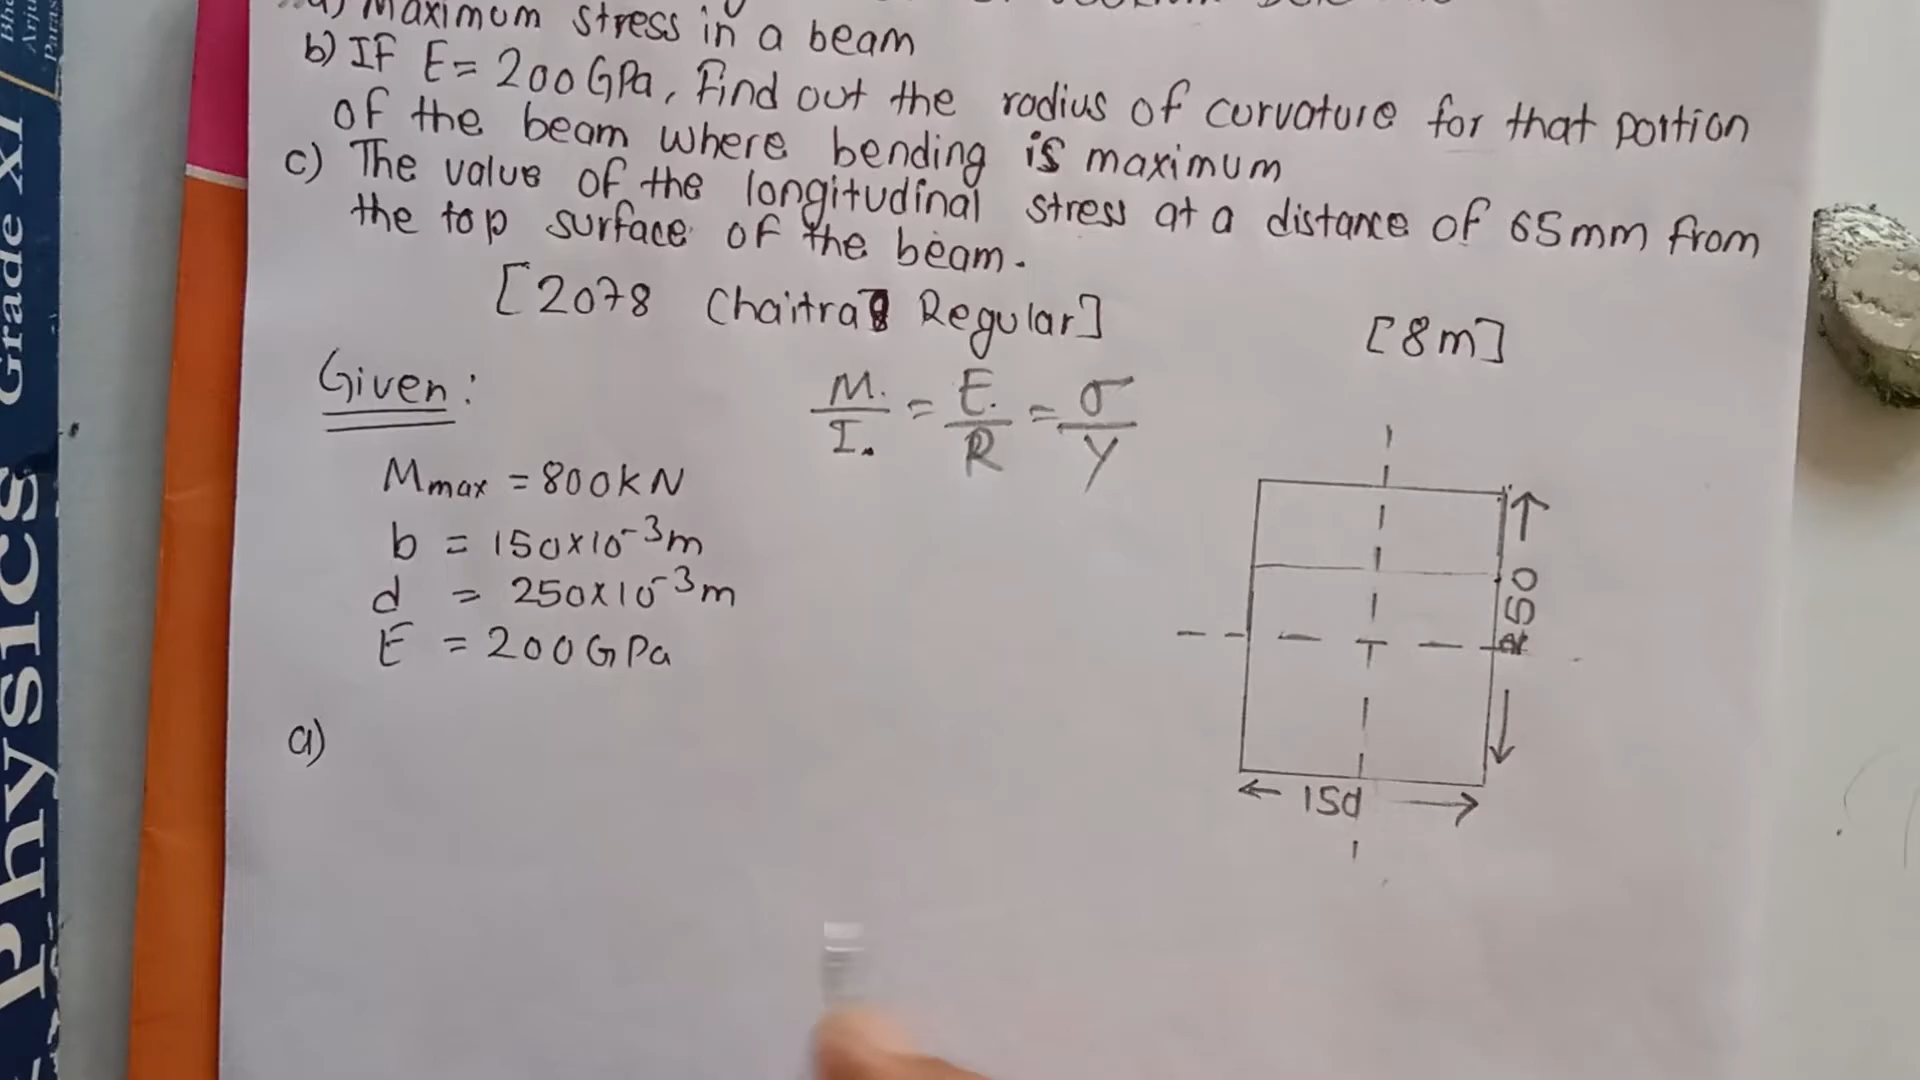 a) Maximum stress in a beam
b) If E = 200 GPa, Find out the radius of curvature for that portion
of the beam where bending is maximum
c) The value of the longitudinal stress at a distance of 65mm from
the top surface of the beam.
[2078 Chaitra Regular] [8m]
Given:
M/I = E/R = σ/Y
Mmax = 800kN
b = 150×10⁻³m
d = 250×10⁻³m
E = 200GPa
a)
250
150
Physics Grade XI